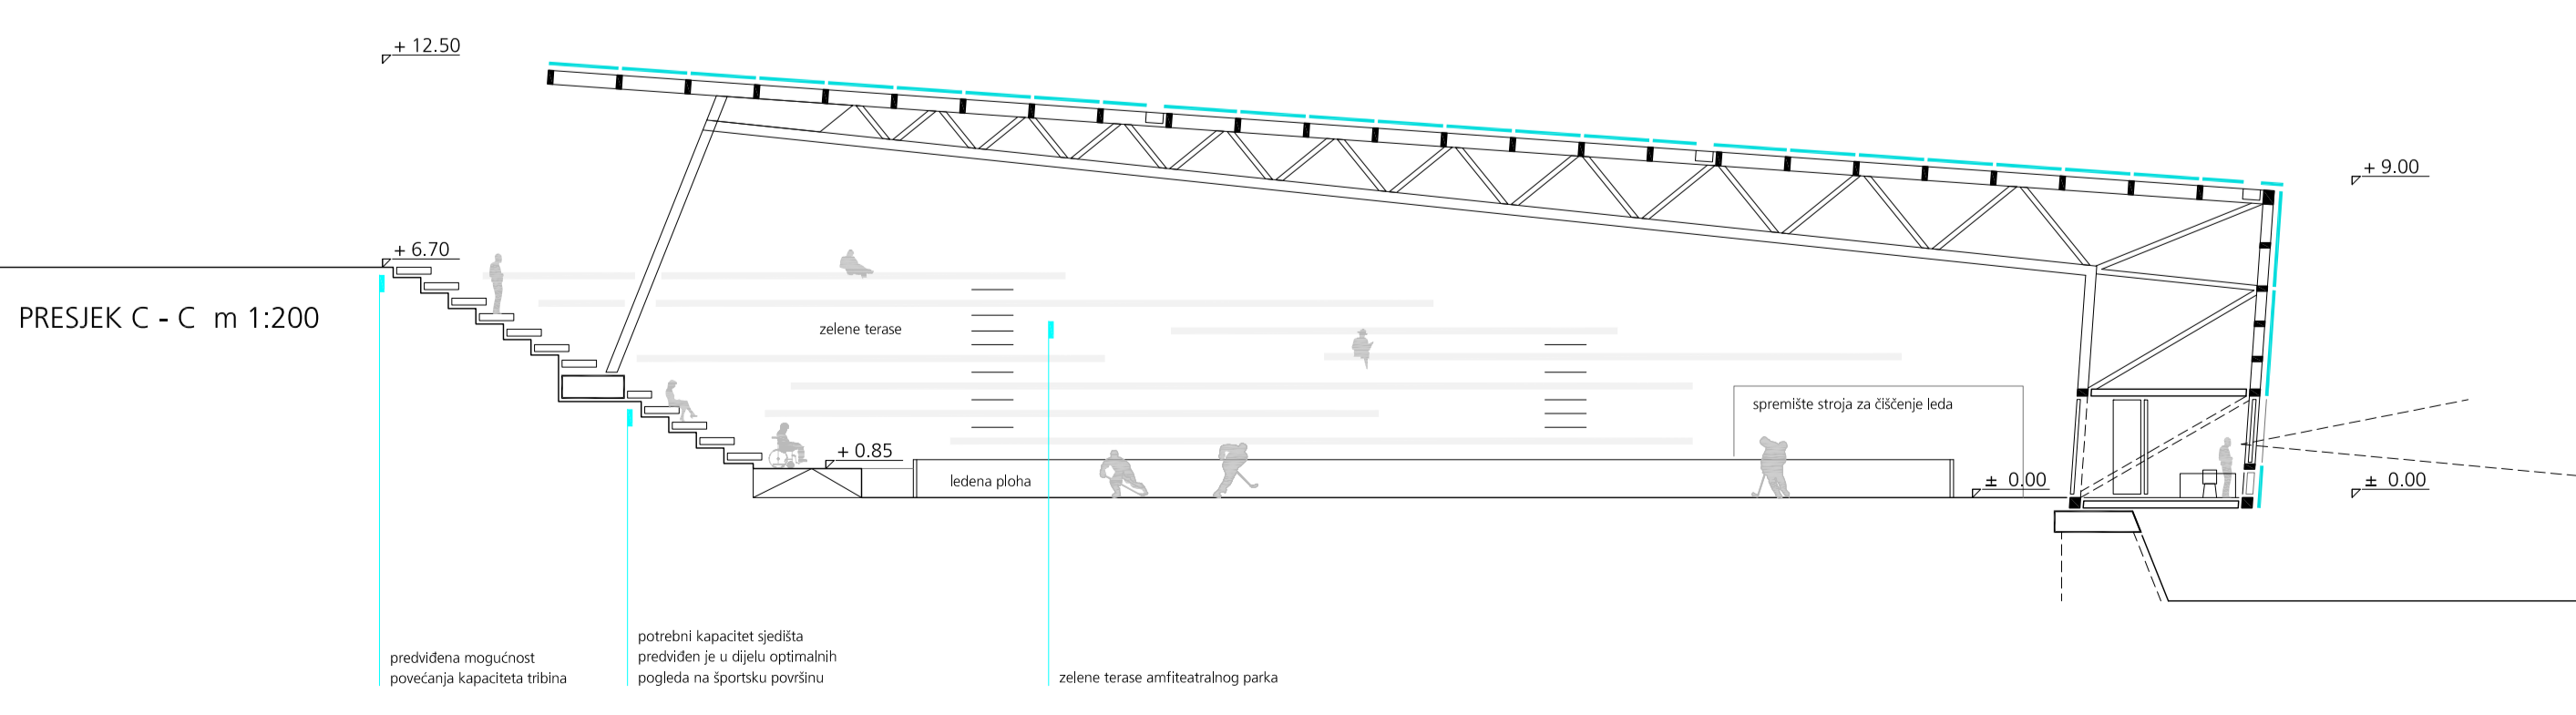 + 12.50
+ 9.00
+ 6.70
PRESJEK C - C m 1:200
zelene terase
spremište stroja za čiščenje leda
+ 0.85
ledena ploha
± 0.00
± 0.00
predviđena mogućnost
povećanja kapaciteta tribina
potrebni kapacitet sjedišta
predviđen je u dijelu optimalnih
pogleda na športsku površinu
zelene terase amfiteatralnog parka